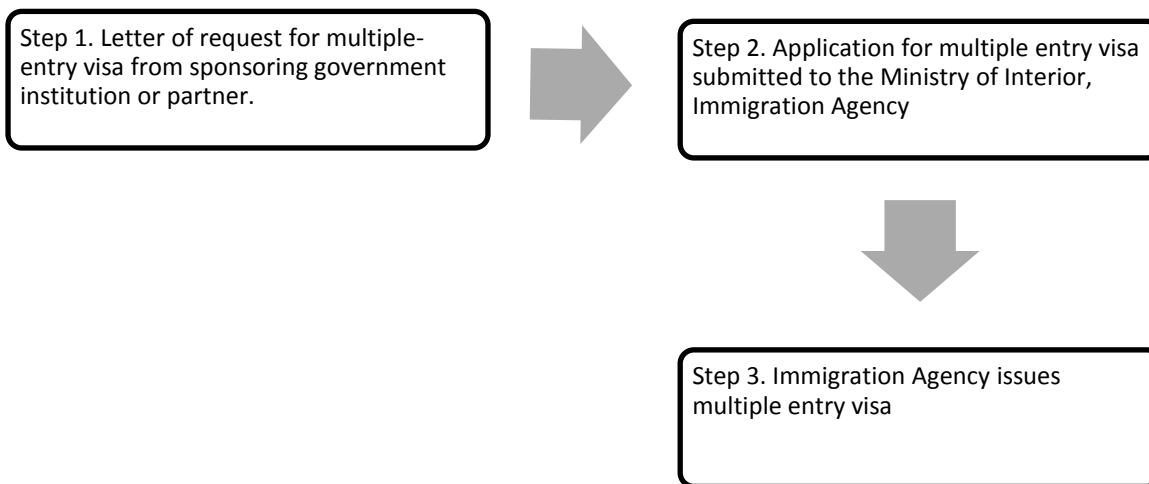 Step 1. Letter of request for multiple-
entry visa from sponsoring government
institution or partner.
Step 2. Application for multiple entry visa
submitted to the Ministry of Interior,
Immigration Agency
Step 3. Immigration Agency issues
multiple entry visa